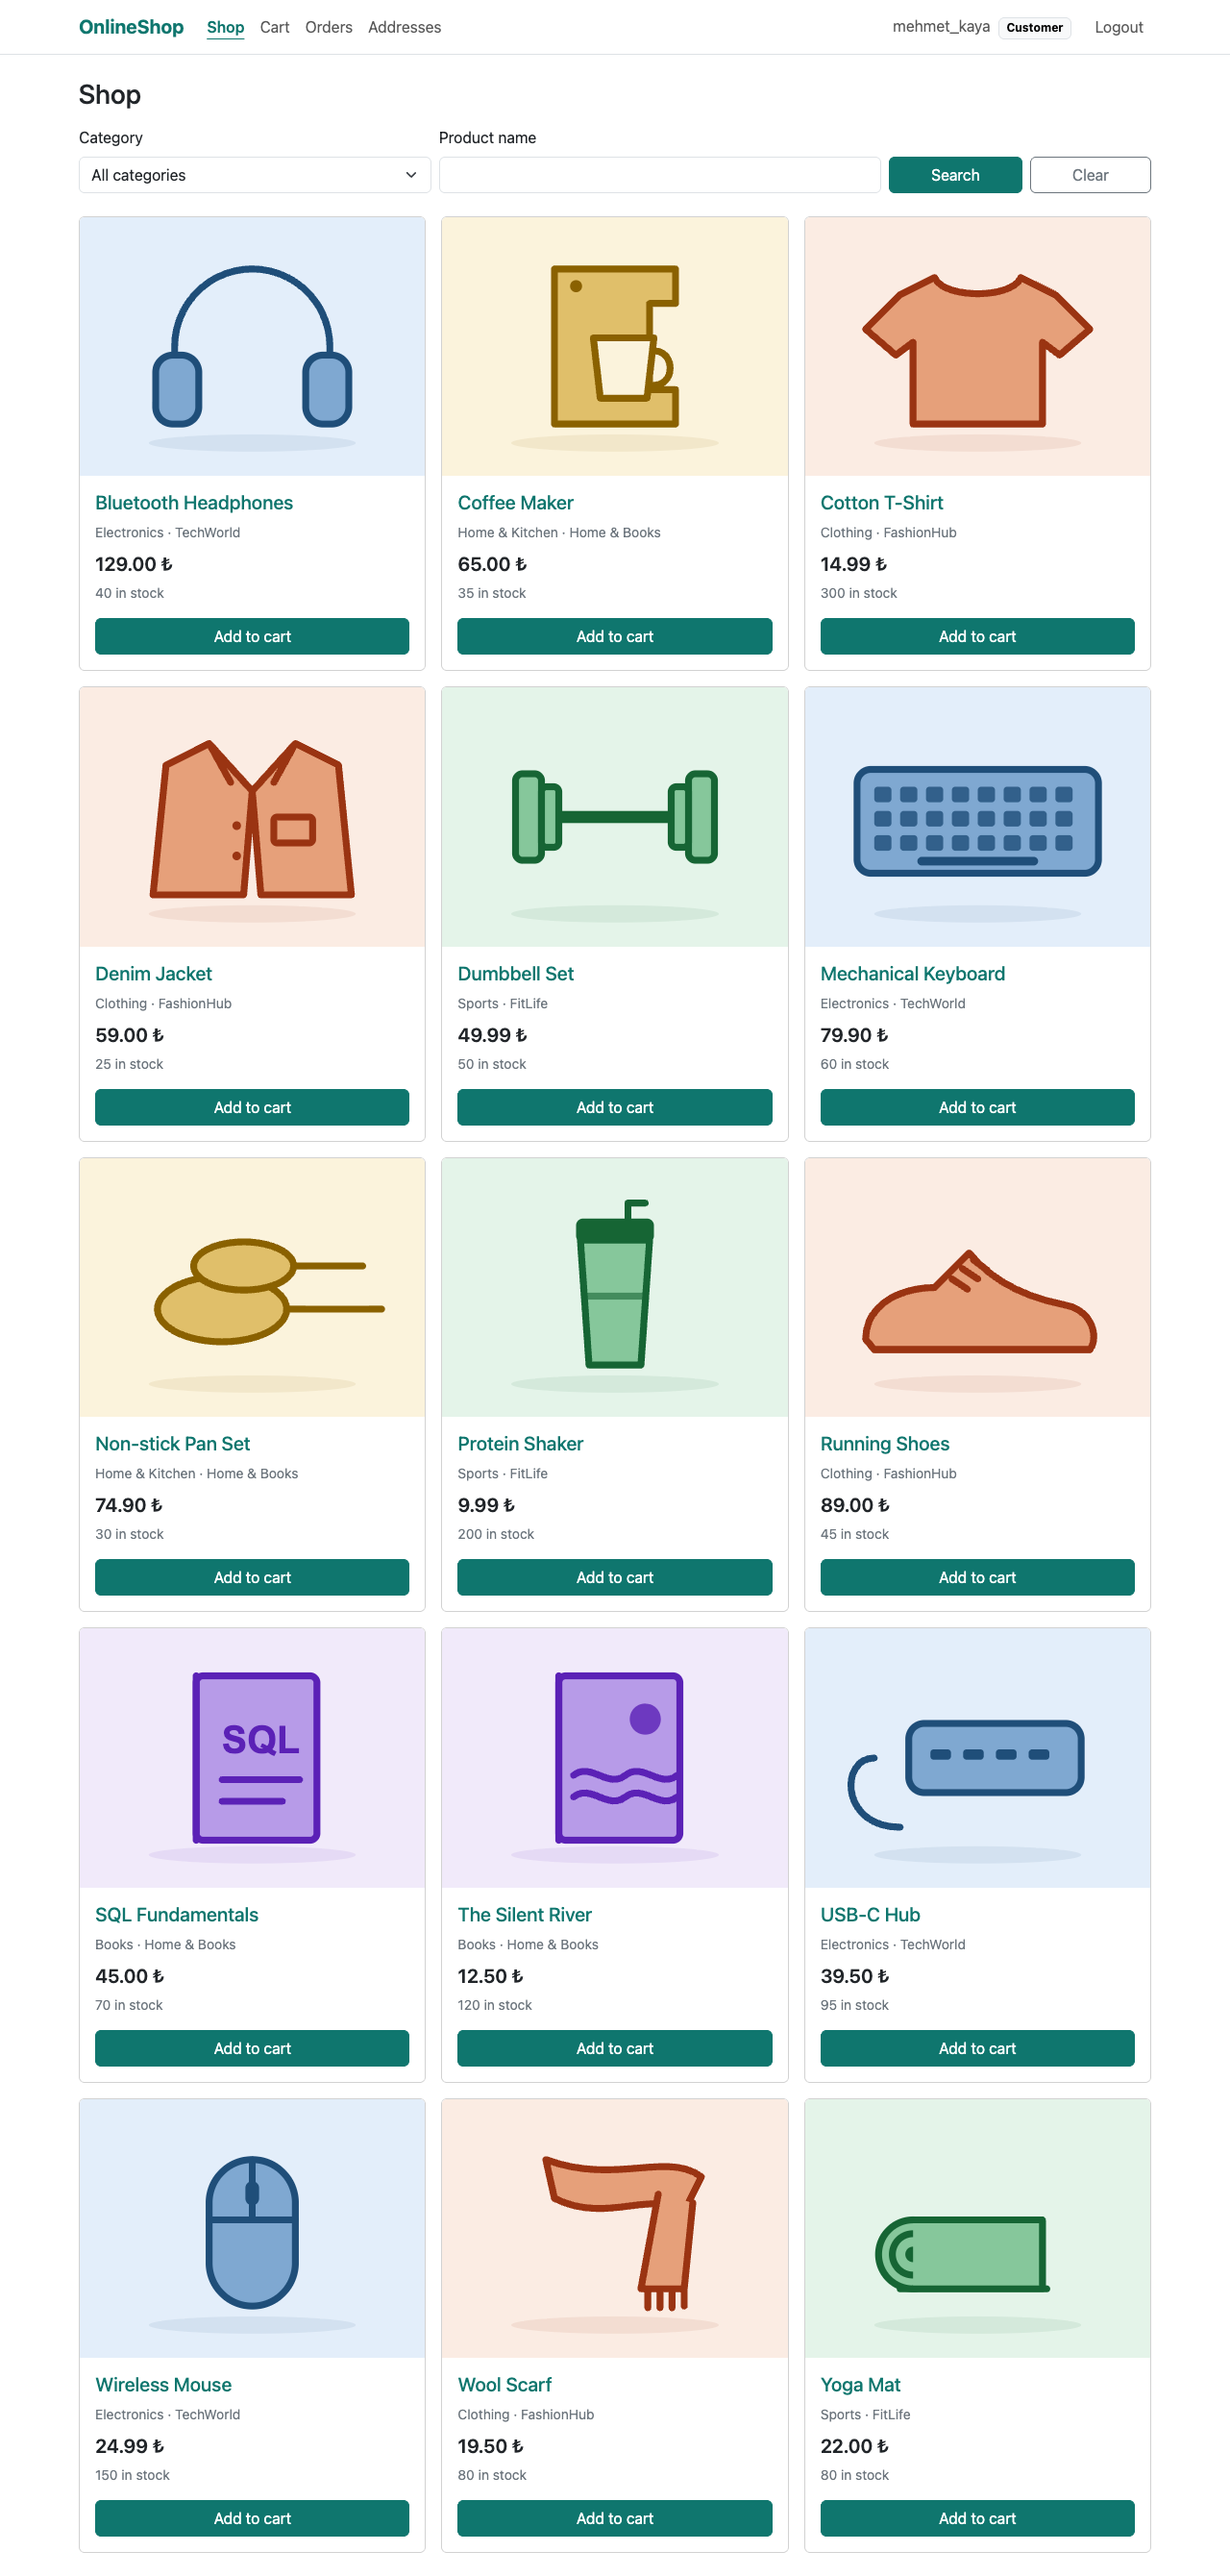 OnlineShop Shop Cart Orders Addresses mehmet_kaya Customer Logout
Shop
Category Product name
All categories Search Clear
Bluetooth Headphones
Electronics · TechWorld
129.00 ₺
40 in stock
Add to cart
Coffee Maker
Home & Kitchen · Home & Books
65.00 ₺
35 in stock
Add to cart
Cotton T-Shirt
Clothing · FashionHub
14.99 ₺
300 in stock
Add to cart
Denim Jacket
Clothing · FashionHub
59.00 ₺
25 in stock
Add to cart
Dumbbell Set
Sports · FitLife
49.99 ₺
50 in stock
Add to cart
Mechanical Keyboard
Electronics · TechWorld
79.90 ₺
60 in stock
Add to cart
Non-stick Pan Set
Home & Kitchen · Home & Books
74.90 ₺
30 in stock
Add to cart
Protein Shaker
Sports · FitLife
9.99 ₺
200 in stock
Add to cart
Running Shoes
Clothing · FashionHub
89.00 ₺
45 in stock
Add to cart
SQL
SQL Fundamentals
Books · Home & Books
45.00 ₺
70 in stock
Add to cart
The Silent River
Books · Home & Books
12.50 ₺
120 in stock
Add to cart
USB-C Hub
Electronics · TechWorld
39.50 ₺
95 in stock
Add to cart
Wireless Mouse
Electronics · TechWorld
24.99 ₺
150 in stock
Add to cart
Wool Scarf
Clothing · FashionHub
19.50 ₺
80 in stock
Add to cart
Yoga Mat
Sports · FitLife
22.00 ₺
80 in stock
Add to cart